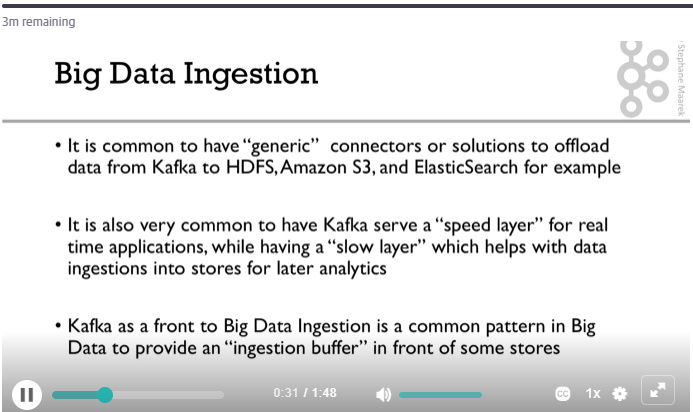 3m remaining
Big Data Ingestion
Stephane Maarek
• It is common to have “generic” connectors or solutions to offload
data from Kafka to HDFS, Amazon S3, and ElasticSearch for example
• It is also very common to have Kafka serve a “speed layer” for real
time applications, while having a “slow layer” which helps with data
ingestions into stores for later analytics
• Kafka as a front to Big Data Ingestion is a common pattern in Big
Data to provide an “ingestion buffer” in front of some stores
0:31 / 1:48
CC
1x